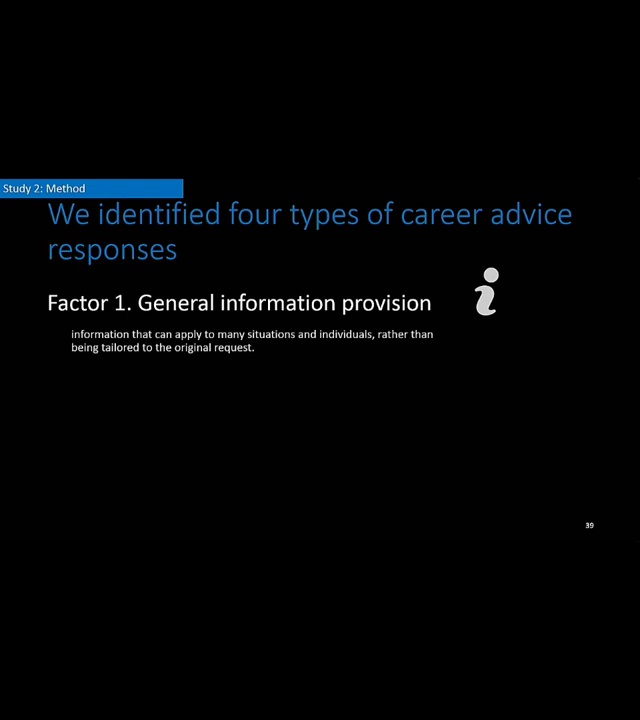 Study 2: Method
We identified four types of career advice
responses
Factor 1. General information provision
information that can apply to many situations and individuals, rather than
being tailored to the original request.
39